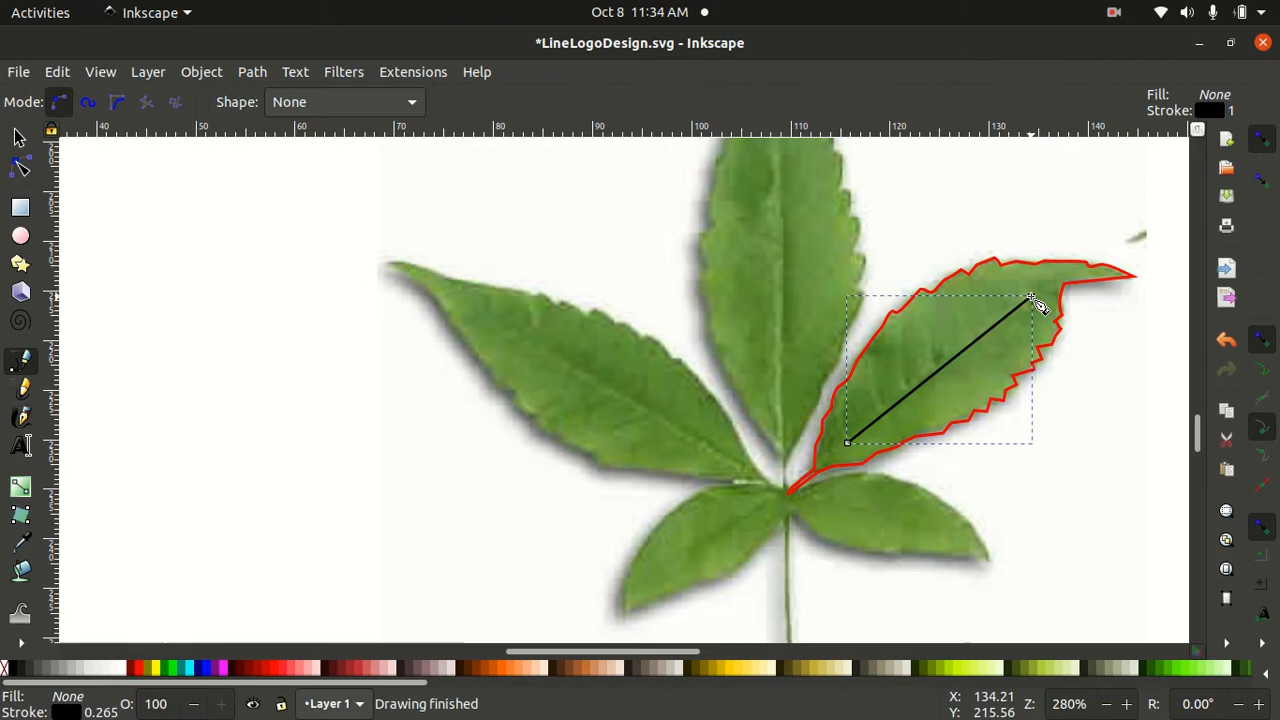 Activities Inkscape Oct 8 11:34 AM
*LineLogoDesign.svg - Inkscape
File Edit View Layer Object Path Text Filters Extensions Help
Mode: Shape: None Fill: None
Stroke: 1
40 50 60 70 80 90 100 110 120 130 140
Fill: None O: 100 •Layer 1 Drawing finished X: 134.21 Z: 280% R: 0.00°
Stroke: 0.265 Y: 215.56